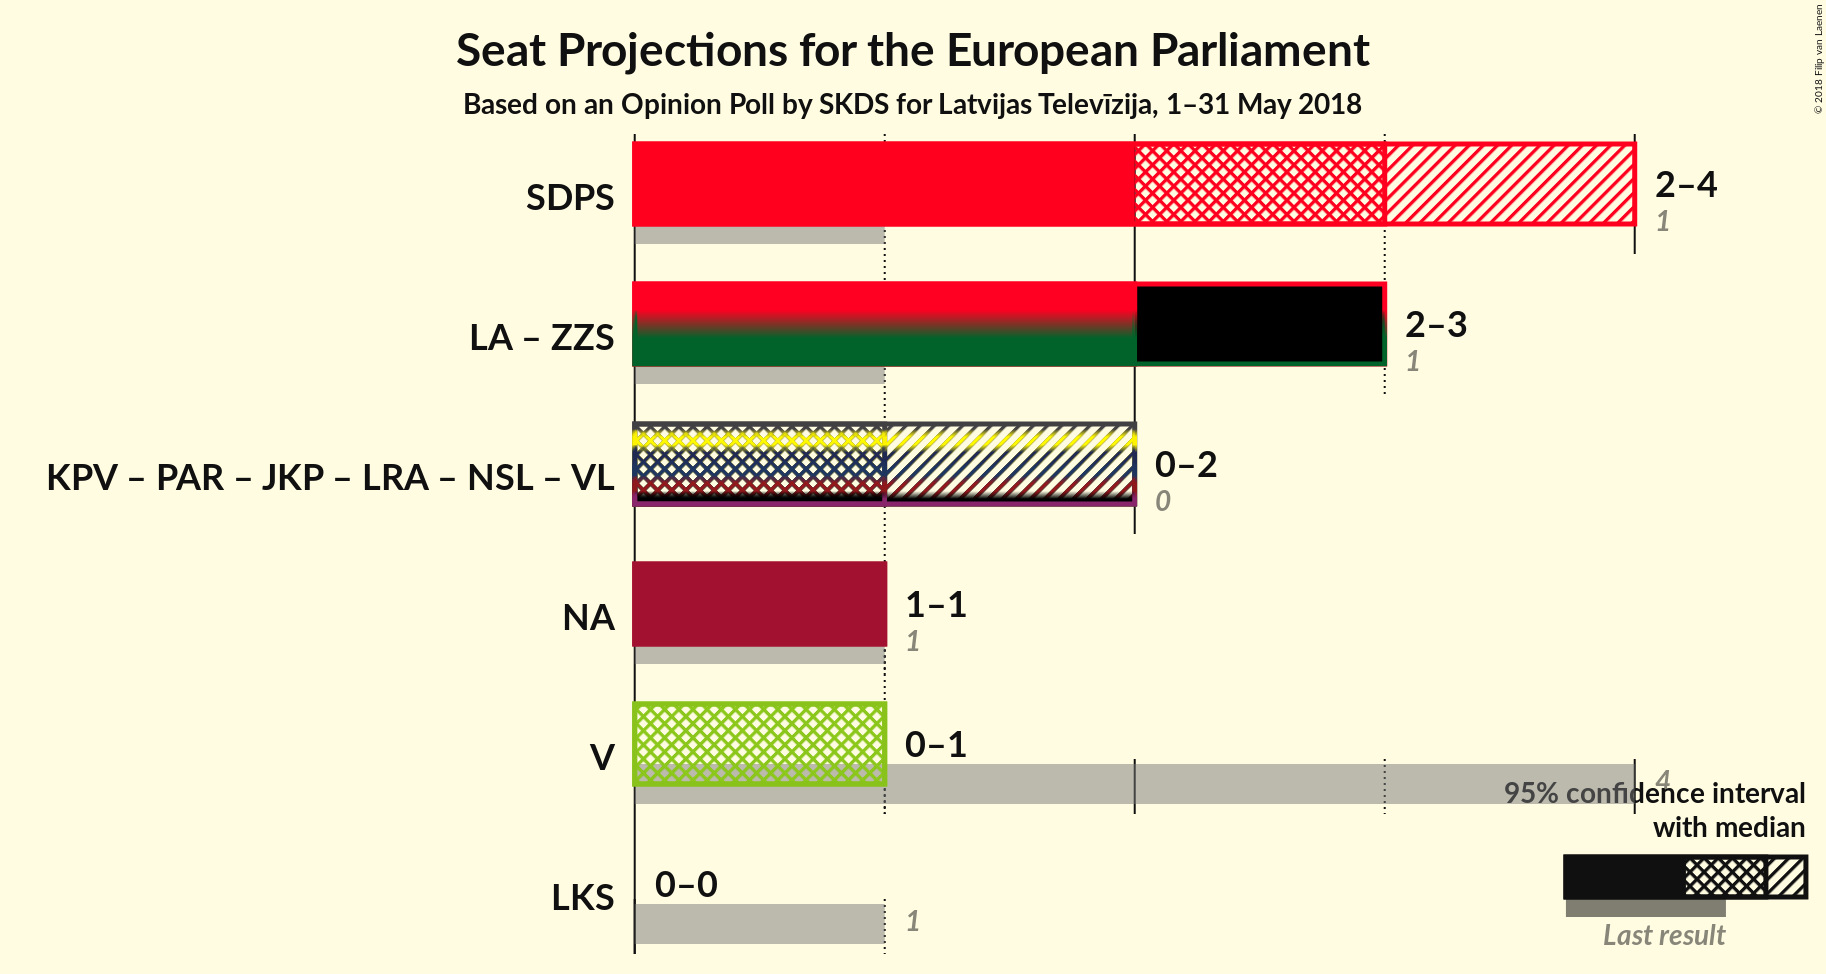 Seat Projections for the European Parliament
Based on an Opinion Poll by SKDS for Latvijas Televīzija, 1–31 May 2018
© 2018 Filip van Laenen
SDPS
2–4
1
LA – ZZS
2–3
1
KPV – PAR – JKP – LRA – NSL – VL
0–2
0
NA
1–1
1
V
0–1
4
LKS
0–0
1
95% confidence interval
with median
Last result